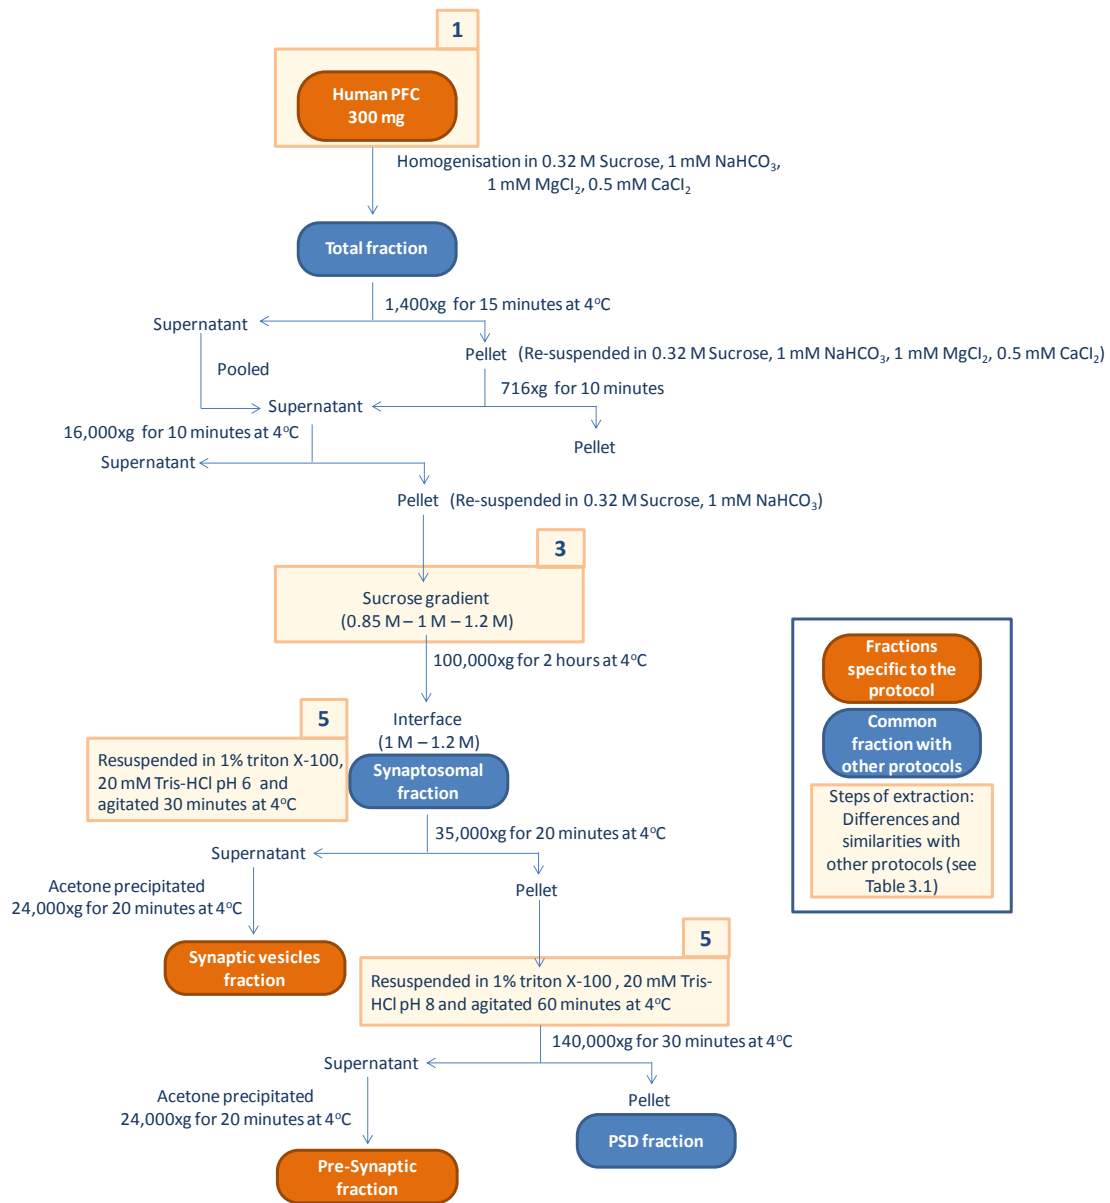 1
Human PFC
300 mg
Homogenisation in 0.32 M Sucrose, 1 mM NaHCO₃,
1 mM MgCl₂, 0.5 mM CaCl₂
Total fraction
1,400xg for 15 minutes at 4°C
Supernatant
Pellet (Re-suspended in 0.32 M Sucrose, 1 mM NaHCO₃, 1 mM MgCl₂, 0.5 mM CaCl₂)
Pooled
716xg for 10 minutes
Supernatant
16,000xg for 10 minutes at 4°C
Pellet
Supernatant
Pellet (Re-suspended in 0.32 M Sucrose, 1 mM NaHCO₃)
3
Sucrose gradient
(0.85 M – 1 M – 1.2 M)
100,000xg for 2 hours at 4°C
5
Interface
(1 M – 1.2 M)
Resuspended in 1% triton X-100,
20 mM Tris-HCl pH 6 and
agitated 30 minutes at 4°C
Synaptosomal
fraction
35,000xg for 20 minutes at 4°C
Supernatant
Pellet
Acetone precipitated
24,000xg for 20 minutes at 4°C
Synaptic vesicles
fraction
5
Resuspended in 1% triton X-100 , 20 mM Tris-
HCl pH 8 and agitated 60 minutes at 4°C
140,000xg for 30 minutes at 4°C
Supernatant
Pellet
Acetone precipitated
24,000xg for 20 minutes at 4°C
PSD fraction
Pre-Synaptic
fraction
Fractions
specific to the
protocol
Common
fraction with
other protocols
Steps of extraction:
Differences and
similarities with
other protocols (see
Table 3.1)